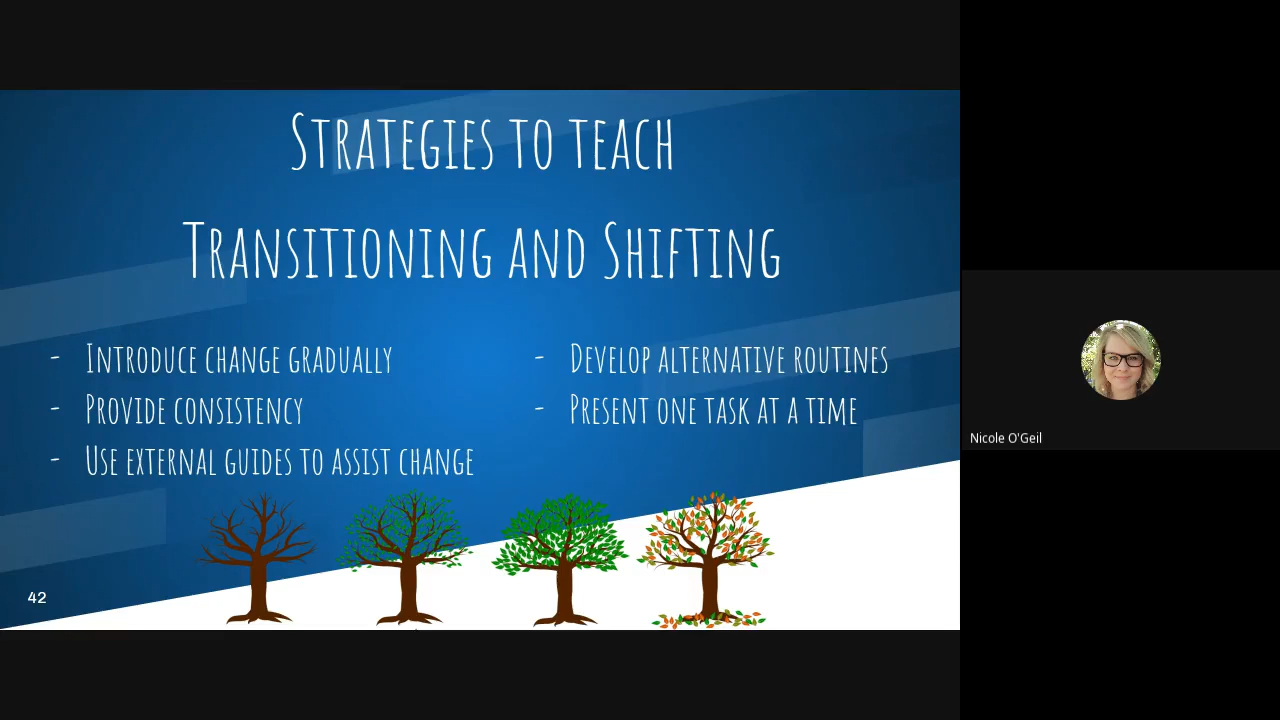 Strategies to teach
Transitioning and Shifting
- Introduce change gradually
- Provide consistency
- Use external guides to assist change
- Develop alternative routines
- Present one task at a time
42
Nicole O'Geil